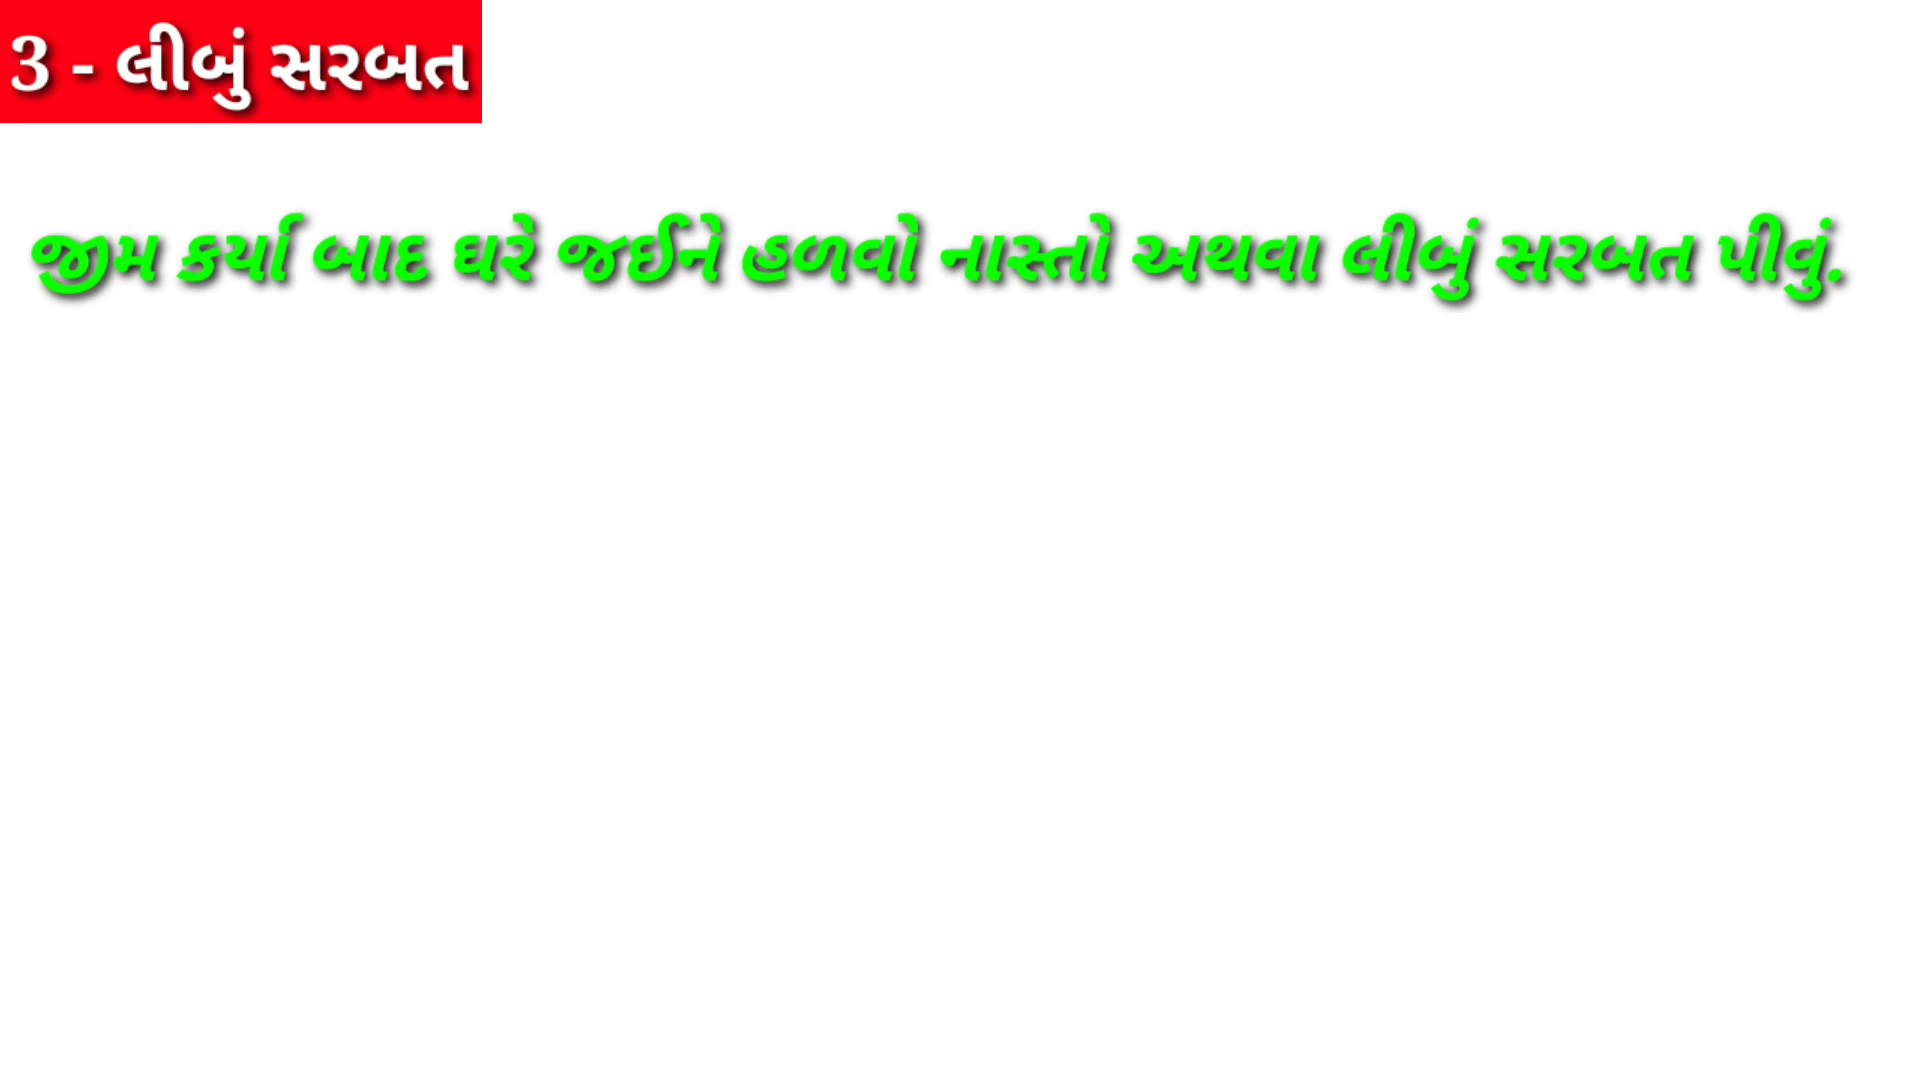 3 - લીબું સરબત
જીમ કર્યા બાદ ઘરે જઈને હળવો નાસ્તો અથવા લીબું સરબત પીવું.